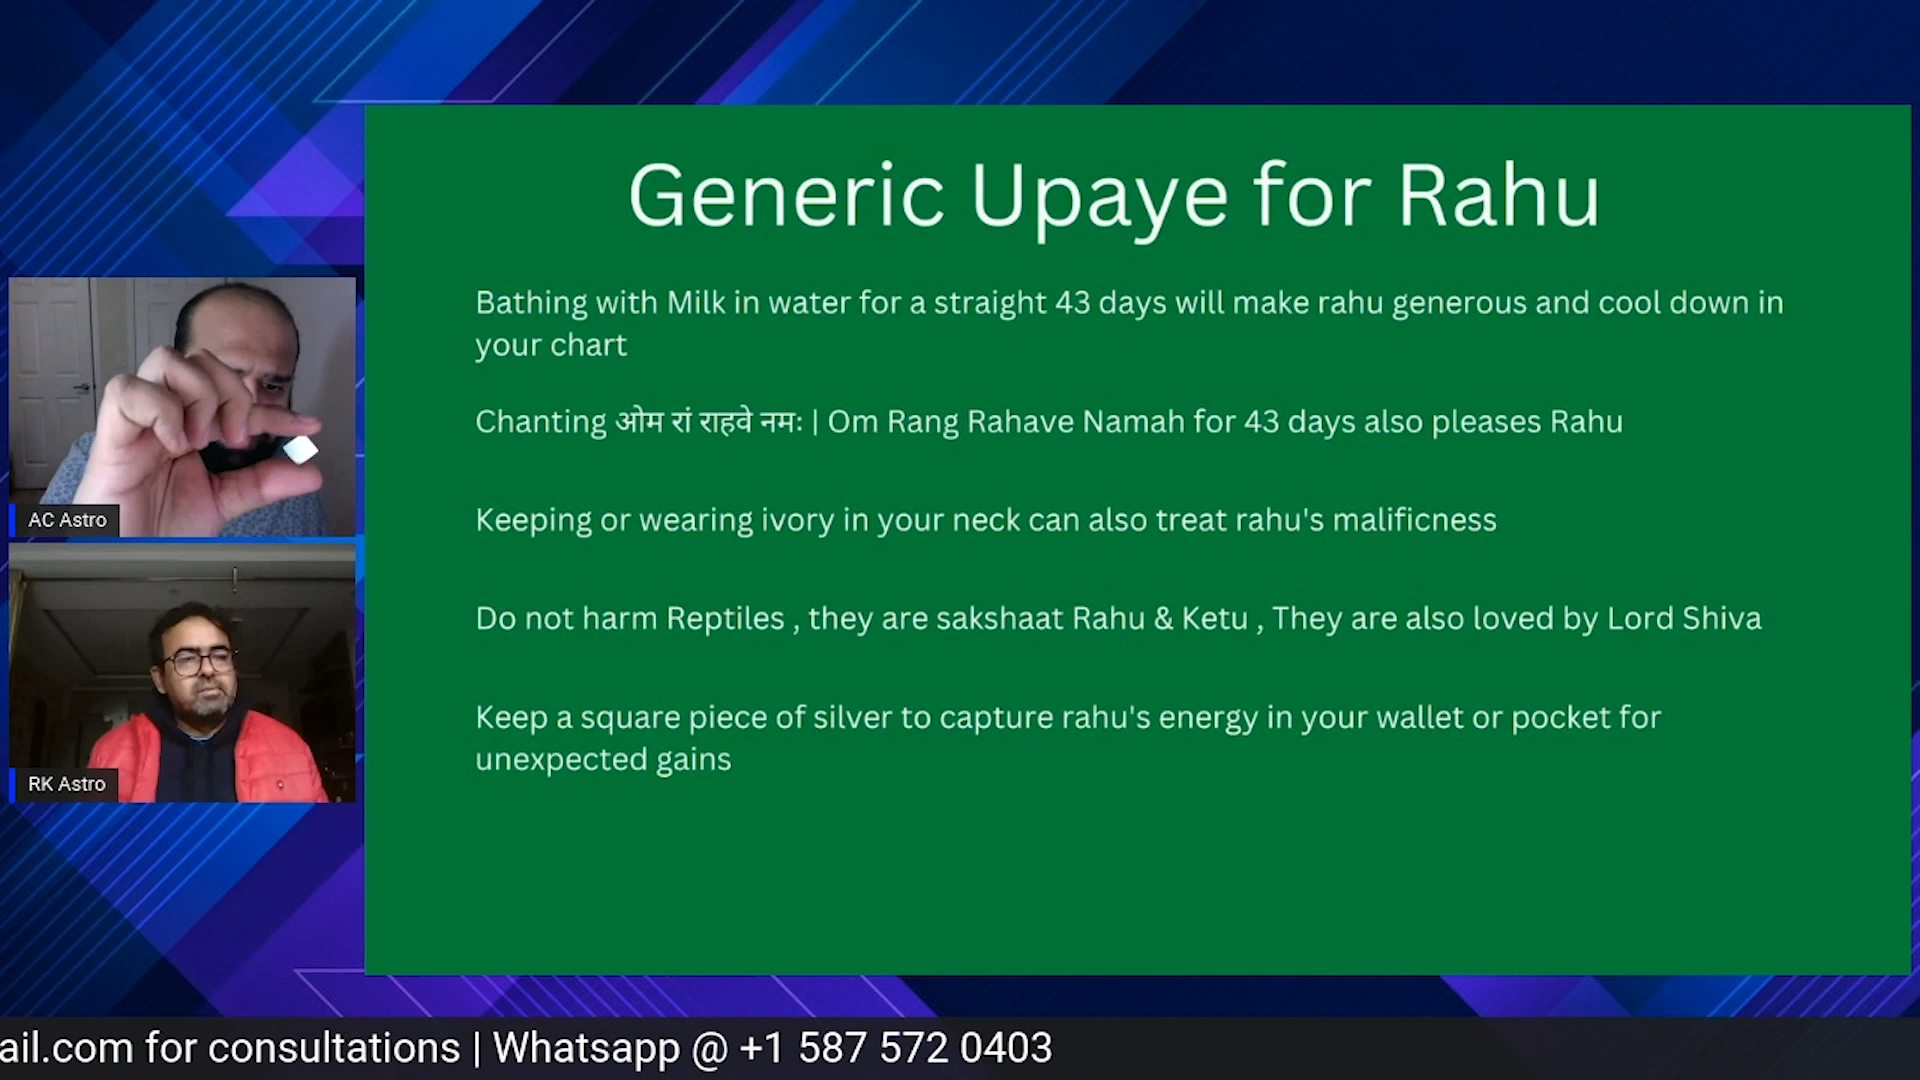 Generic Upaye for Rahu
Bathing with Milk in water for a straight 43 days will make rahu generous and cool down in
your chart
Chanting ओम रां राहवे नमः | Om Rang Rahave Namah for 43 days also pleases Rahu
Keeping or wearing ivory in your neck can also treat rahu's malificness
Do not harm Reptiles , they are sakshaat Rahu & Ketu , They are also loved by Lord Shiva
Keep a square piece of silver to capture rahu's energy in your wallet or pocket for
unexpected gains
AC Astro
RK Astro
ail.com for consultations | Whatsapp @ +1 587 572 0403